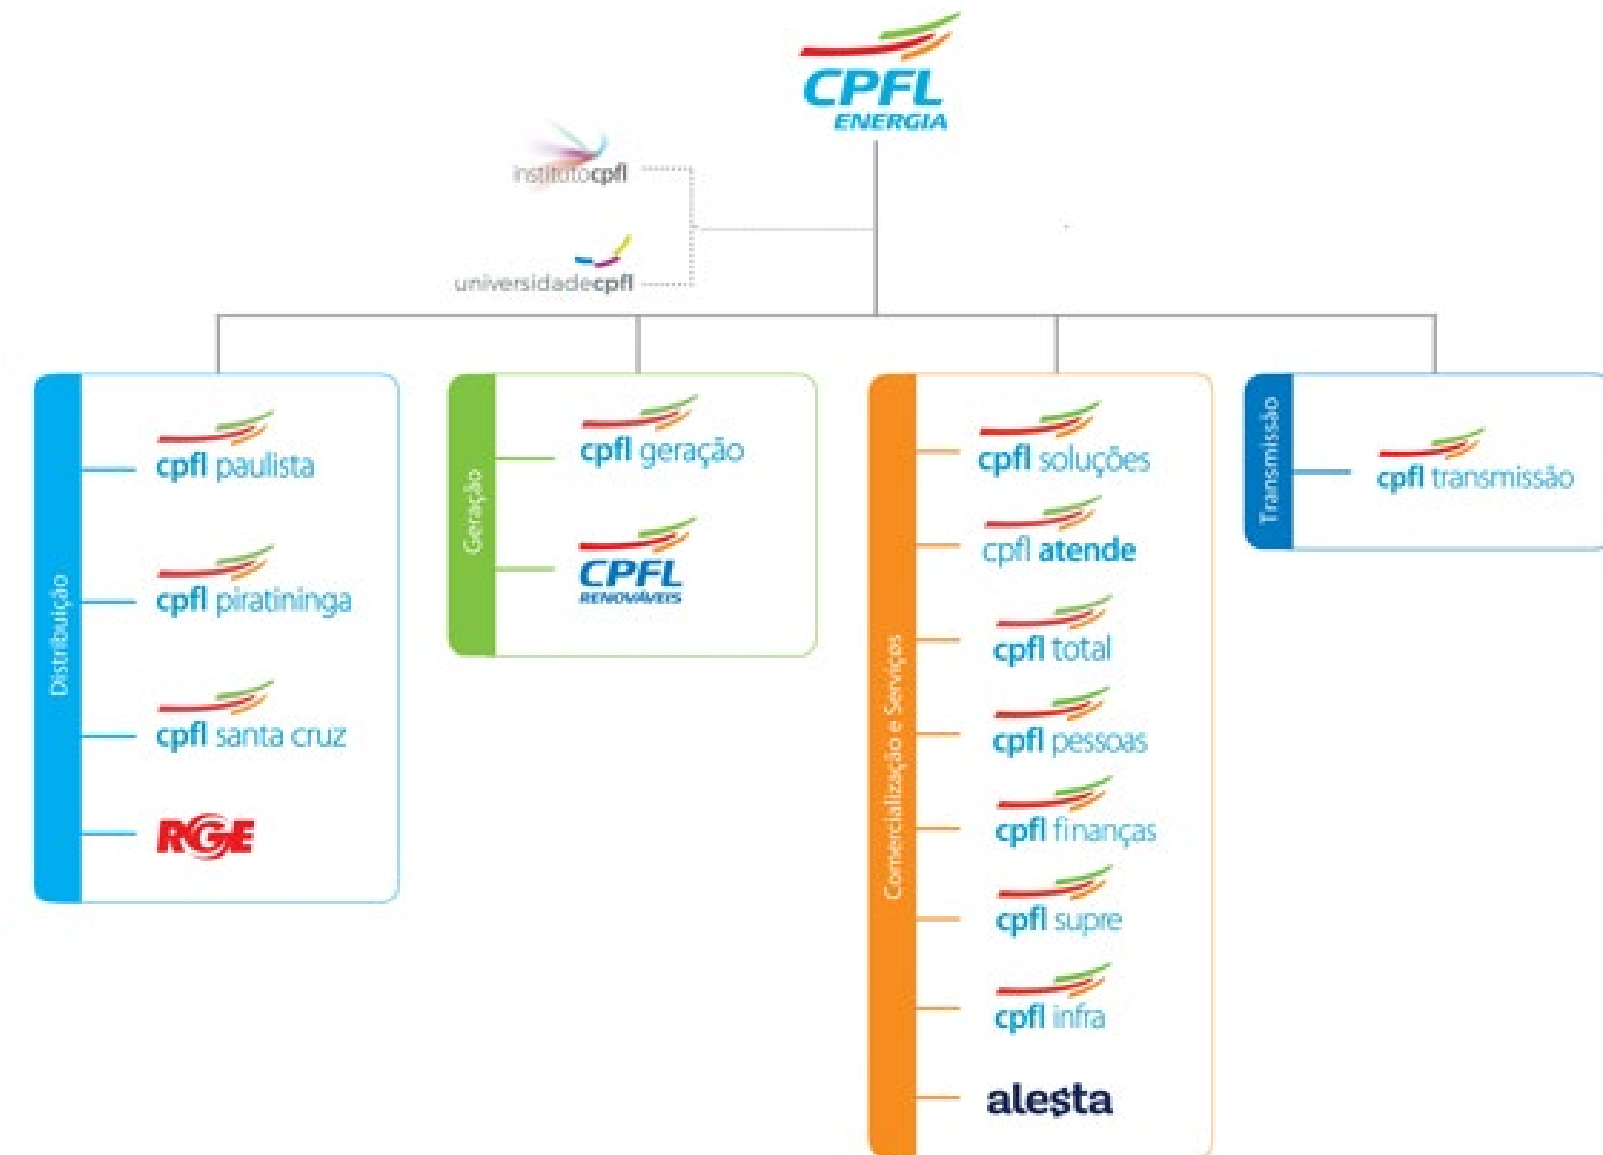 CPFL
ENERGIA
institutocpfl
universidadecpfl
Distribuição
cpfl paulista
cpfl piratininga
cpfl santa cruz
RGE
Geração
cpfl geração
CPFL
RENOVÁVEIS
Comercialização e Serviços
cpfl soluções
cpfl atende
cpfl total
cpfl pessoas
cpfl finanças
cpfl supre
cpfl infra
alesta
Transmissão
cpfl transmissão